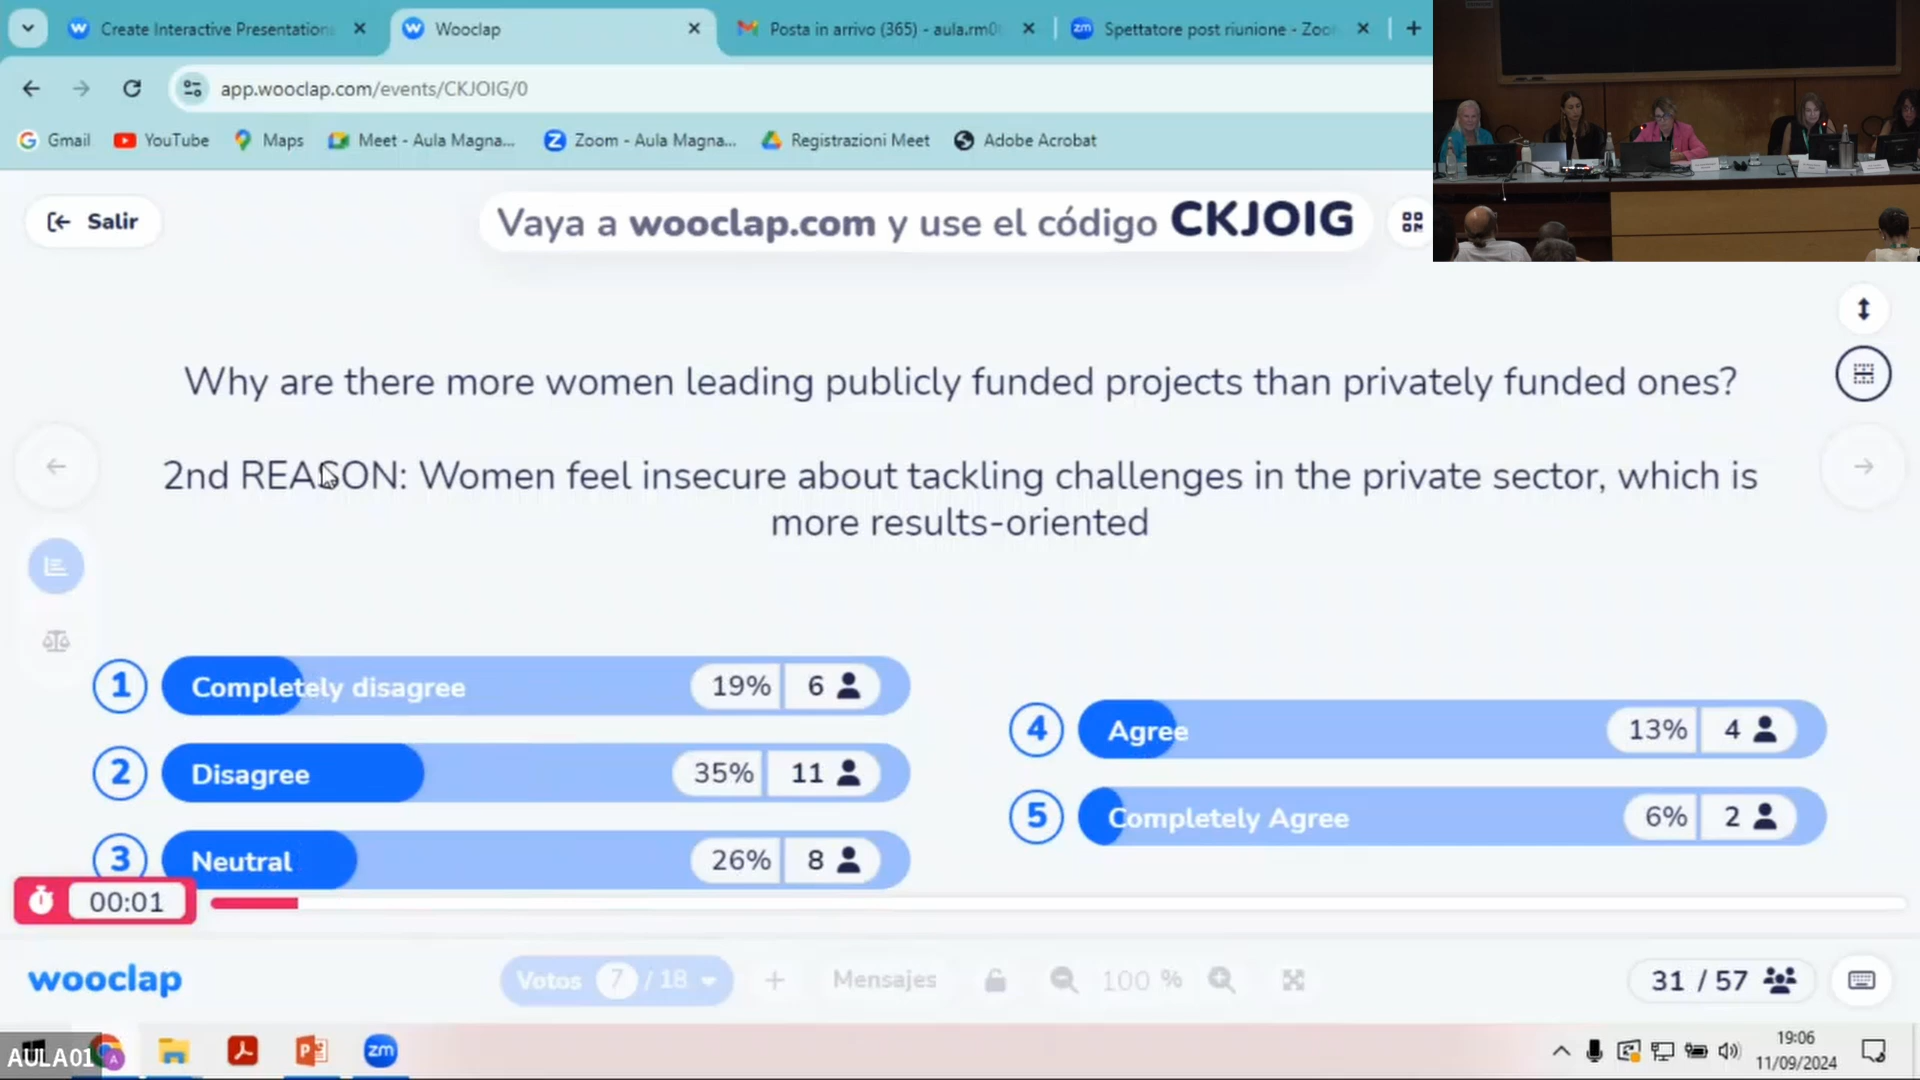 Create Interactive Presentations
Wooclap
Posta in arrivo (365) - aula.rm0
Spettatore post riunione - Zoo
app.wooclap.com/events/CKJOIG/0
Gmail
YouTube
Maps
Meet - Aula Magna...
Zoom - Aula Magna...
Registrazioni Meet
Adobe Acrobat
Salir
Vaya a wooclap.com y use el código CKJOIG
Why are there more women leading publicly funded projects than privately funded ones?
2nd REASON: Women feel insecure about tackling challenges in the private sector, which is
more results-oriented
1 Completely disagree 19% 6
2 Disagree 35% 11
3 Neutral 26% 8
4 Agree 13% 4
5 Completely Agree 6% 2
00:01
wooclap
Votos 7 / 18
Mensajes
100 %
31 / 57
AULA01
zm
19:06
11/09/2024